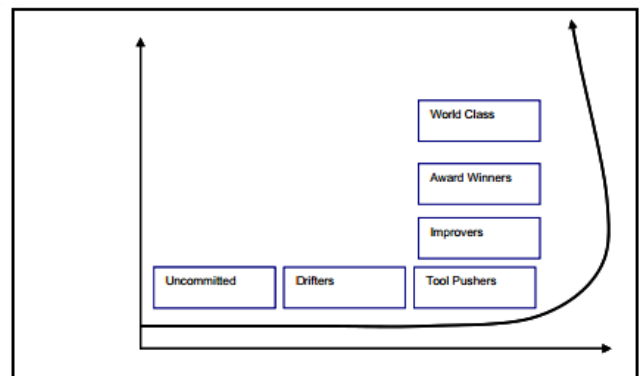 World Class
Award Winners
Improvers
Uncommitted Drifters Tool Pushers